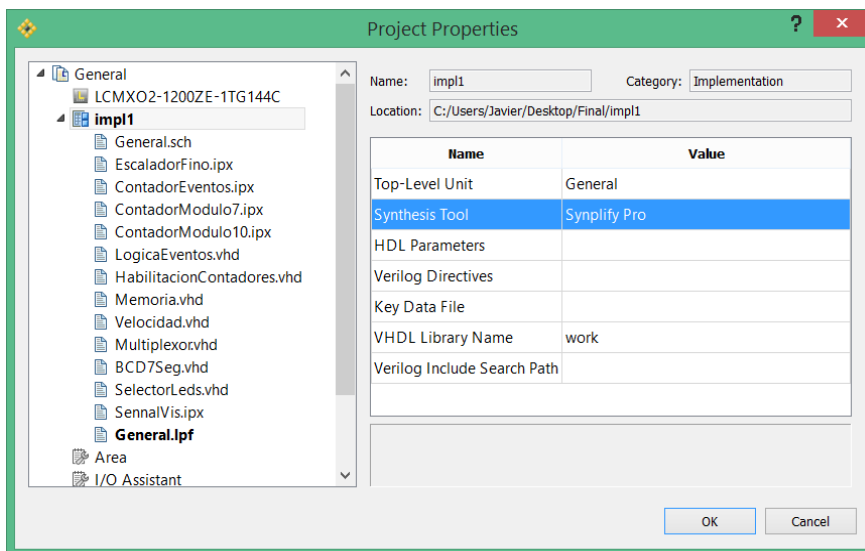 Project Properties
?
General
LCMXO2-1200ZE-1TG144C
impl1
General.sch
EscaladorFino.ipx
ContadorEventos.ipx
ContadorModulo7.ipx
ContadorModulo10.ipx
LogicaEventos.vhd
HabilitacionContadores.vhd
Memoria.vhd
Velocidad.vhd
Multiplexor.vhd
BCD7Seg.vhd
SelectorLeds.vhd
SennalVis.ipx
General.lpf
Area
I/O Assistant
Name: impl1 Category: Implementation
Location: C:/Users/Javier/Desktop/Final/impl1
Name Value
Top-Level Unit General
Synthesis Tool Synplify Pro
HDL Parameters
Verilog Directives
Key Data File
VHDL Library Name work
Verilog Include Search Path
OK Cancel